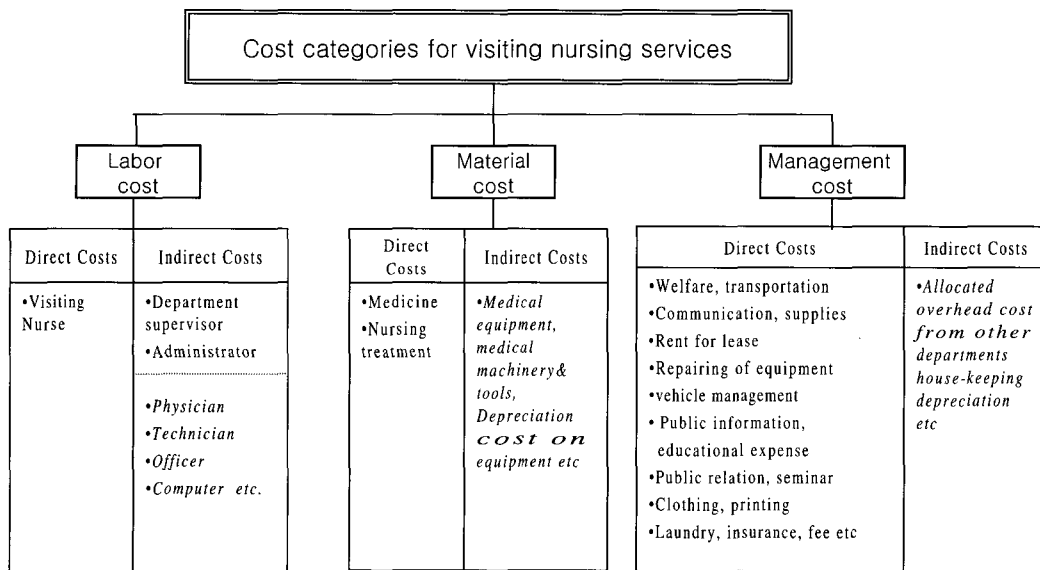 Cost categories for visiting nursing services
Labor
cost
Material
cost
Management
cost
Direct Costs
Indirect Costs
•Visiting
Nurse
•Department
supervisor
•Administrator
•Physician
•Technician
•Officer
•Computer etc.
Direct
Costs
Indirect Costs
•Medicine
•Nursing
treatment
•Medical
equipment,
medical
machinery&
tools,
Depreciation
cost on
equipment etc
Direct Costs
Indirect Costs
•Welfare, transportation
•Communication, supplies
•Rent for lease
•Repairing of equipment
•vehicle management
• Public information,
educational expense
•Public relation, seminar
•Clothing, printing
•Laundry, insurance, fee etc
•Allocated
overhead cost
from other
departments
house-keeping
depreciation
etc